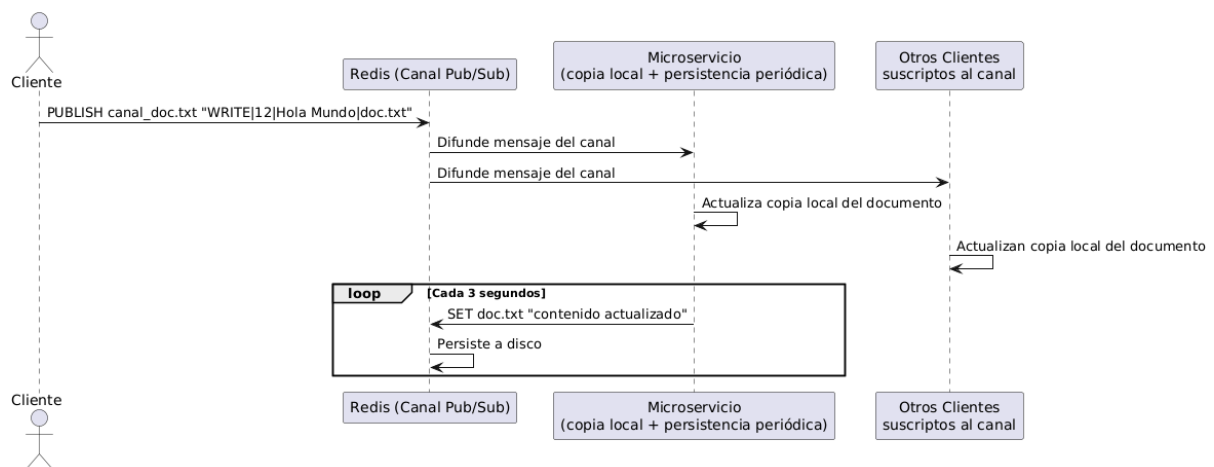 Cliente
Redis (Canal Pub/Sub)
Microservicio
(copia local + persistencia periódica)
Otros Clientes
suscriptos al canal
PUBLISH canal_doc.txt "WRITE|12|Hola Mundo|doc.txt"
Difunde mensaje del canal
Difunde mensaje del canal
Actualiza copia local del documento
Actualizan copia local del documento
loop [Cada 3 segundos]
SET doc.txt "contenido actualizado"
Persiste a disco
Cliente
Redis (Canal Pub/Sub)
Microservicio
(copia local + persistencia periódica)
Otros Clientes
suscriptos al canal